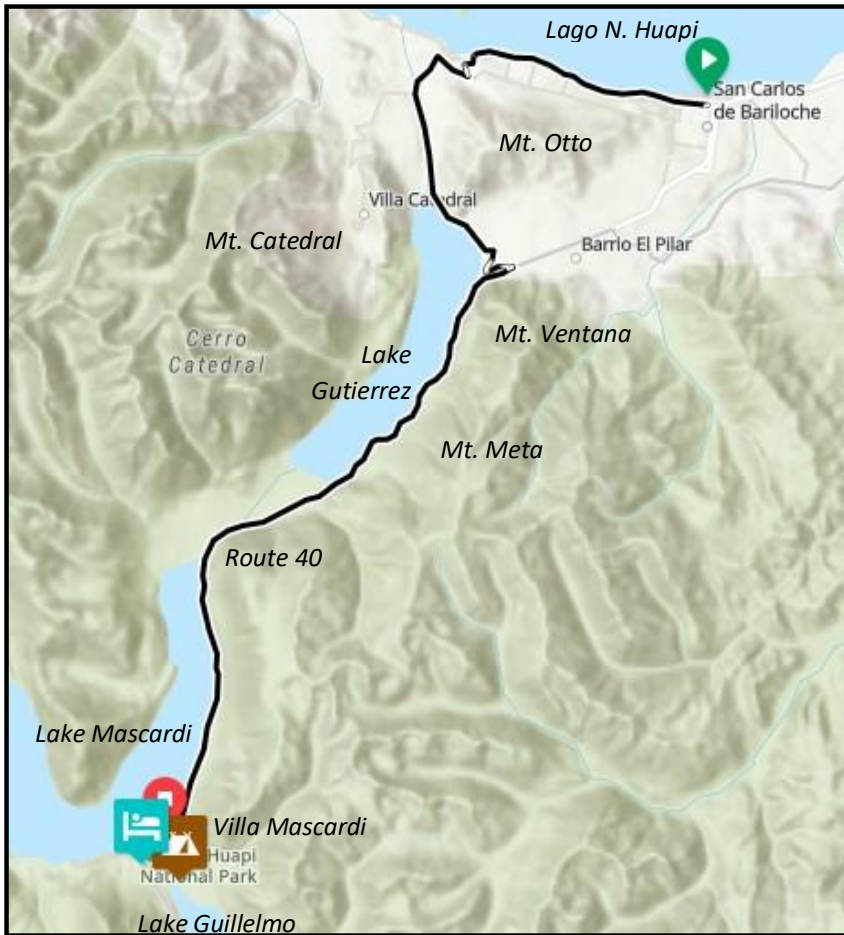 Lago N. Huapi
San Carlos
de Bariloche
Mt. Otto
Villa Catedral
Mt. Catedral
Barrio El Pilar
Mt. Ventana
Cerro
Catedral
Lake
Gutierrez
Mt. Meta
Route 40
Lake Mascardi
Villa Mascardi
Huapi
National Park
Lake Guillelmo